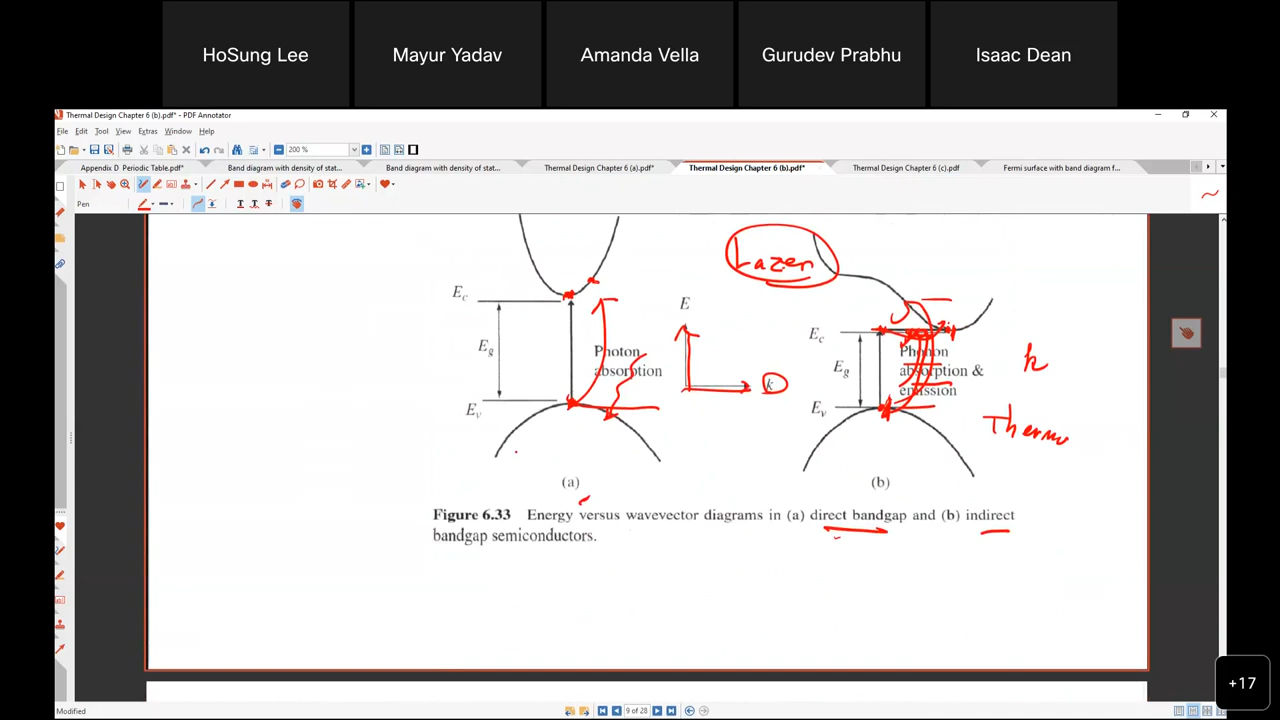 HoSung Lee
Mayur Yadav
Amanda Vella
Gurudev Prabhu
Isaac Dean
Thermal Design Chapter 6 (b).pdf* - PDF Annotator
File Edit Tool View Extras Window Help
200 %
Appendix D Periodic Table.pdf*
Band diagram with density of stat...
Band diagram with density of stat...
Thermal Design Chapter 6 (a).pdf*
Thermal Design Chapter 6 (b).pdf*
Thermal Design Chapter 6 (c).pdf
Fermi surface with band diagram f...
Pen
Lazer
Ec
Eg
Ev
Photon
absorption
E
k
Ec
Eg
Ev
Phonon
absorption &
emission
k
Thermo
(a)
(b)
Figure 6.33 Energy versus wavevector diagrams in (a) direct bandgap and (b) indirect
bandgap semiconductors.
+17
Modified
9 of 28